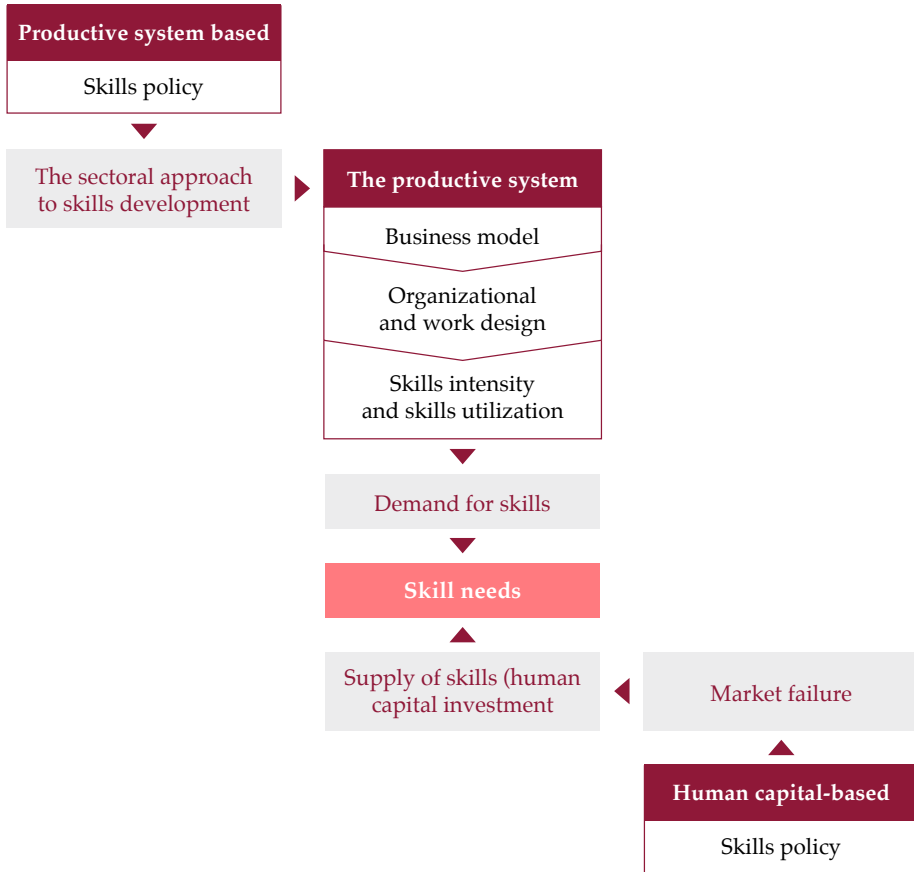 Productive system based
Skills policy
The sectoral approach
to skills development
The productive system
Business model
Organizational
and work design
Skills intensity
and skills utilization
Demand for skills
Skill needs
Supply of skills (human
capital investment
Market failure
Human capital-based
Skills policy